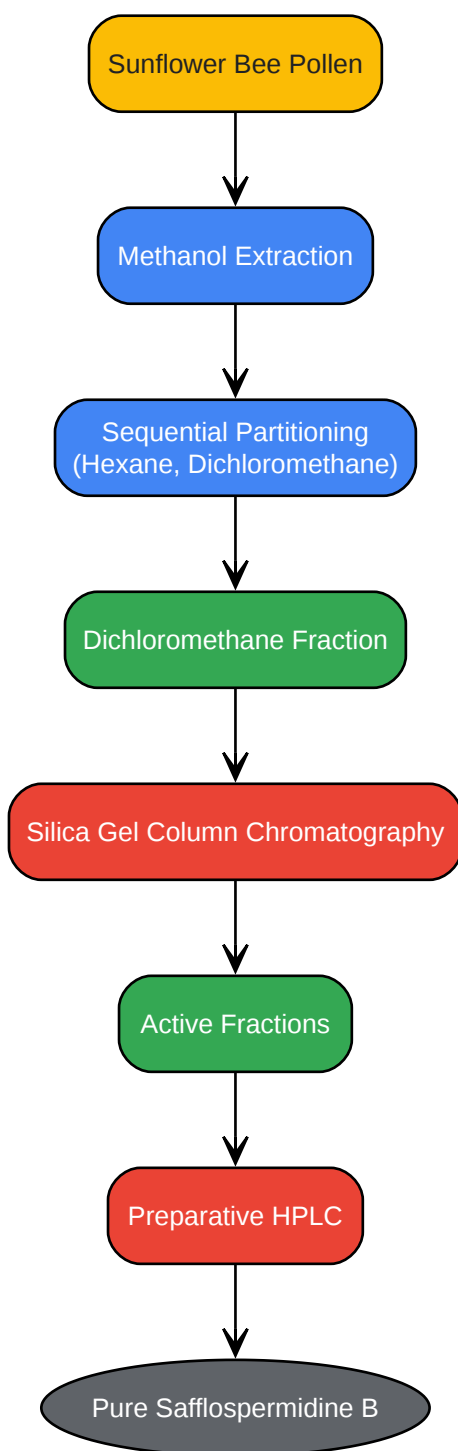 Sunflower Bee Pollen
Methanol Extraction
Sequential Partitioning
(Hexane, Dichloromethane)
Dichloromethane Fraction
Silica Gel Column Chromatography
Active Fractions
Preparative HPLC
Pure Safflospermidine B